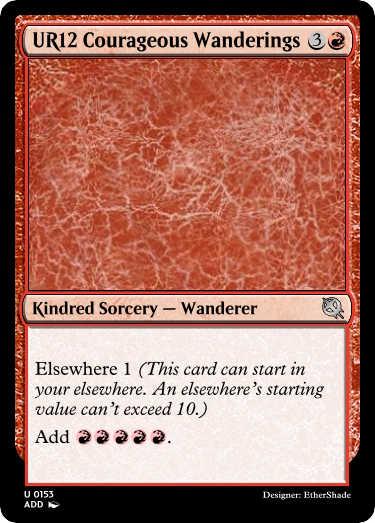 UR12 Courageous Wanderings 3
Kindred Sorcery — Wanderer
Elsewhere 1 (This card can start in
your elsewhere. An elsewhere's starting
value can't exceed 10.)
Add .
U 0153
ADD
Designer: EtherShade